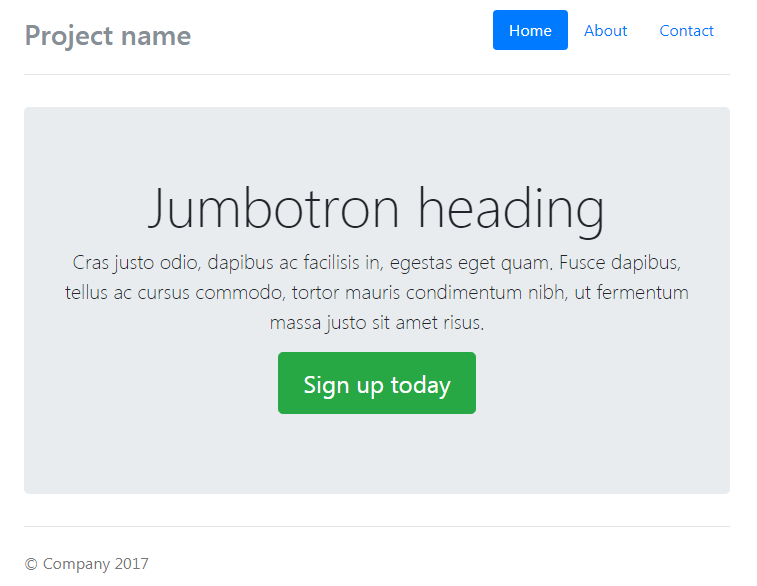 Project name
Home About Contact
Jumbotron heading
Cras justo odio, dapibus ac facilisis in, egestas eget quam. Fusce dapibus,
tellus ac cursus commodo, tortor mauris condimentum nibh, ut fermentum
massa justo sit amet risus.
Sign up today
© Company 2017